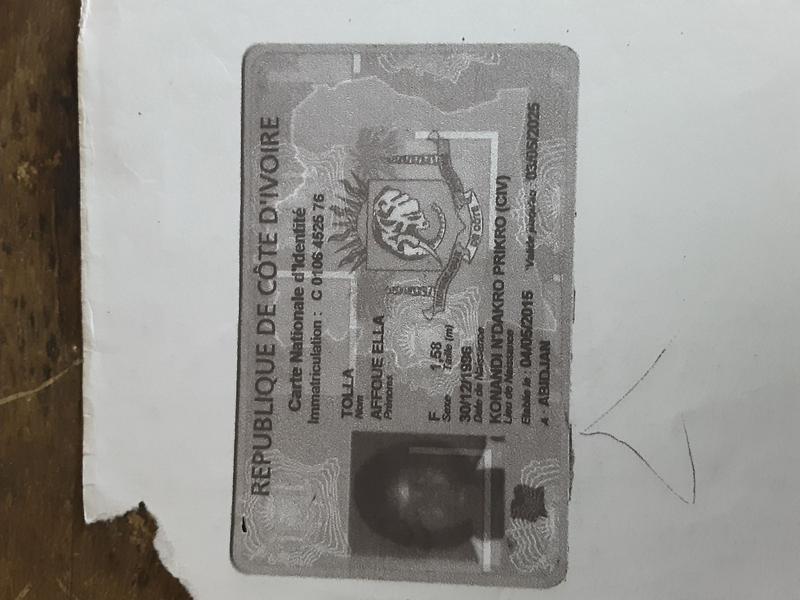 REPUBLIQUE DE CÔTE D'IVOIRE
Carte Nationale d'Identité
Immatriculation : C 0106 4526 76
TOLLA
Nom
AFFOUE ELLA
Prénoms
F 1,58
Sexe Taille (m)
30/12/1996
Date de Naissance
KONANDI N'DAKRO PRIKRO (CIV)
Lieu de Naissance
Etablie le : 04/05/2015 Valide jusqu'au : 03/05/2025
A : ABIDJAN